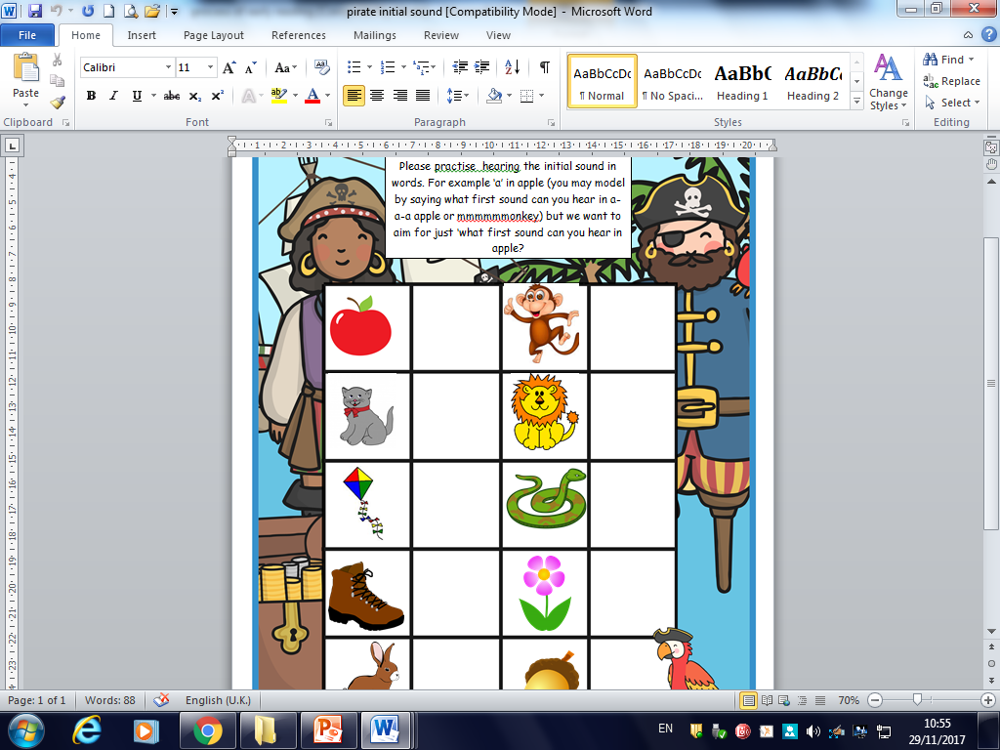 pirate initial sound [Compatibility Mode] - Microsoft Word
File Home Insert Page Layout References Mailings Review View
Paste
Calibri 11
Clipboard Font Paragraph Styles Editing
AaBbCcDc AaBbCcDc AaBbC AaBbCc
¶ Normal ¶ No Spaci... Heading 1 Heading 2
Change Styles
Find
Replace
Select
Please practise hearing the initial sound in
words. For example 'a' in apple (you may model
by saying what first sound can you hear in a-
a-a apple or mmmmmmonkey) but we want to
aim for just 'what first sound can you hear in
apple?
Page: 1 of 1 Words: 88 English (U.K.) 70%
EN 10:55
29/11/2017